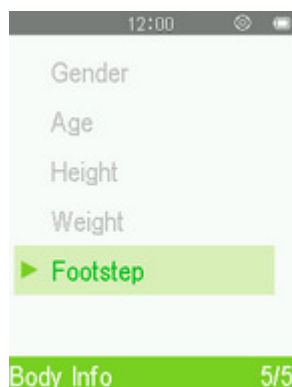 12:00
Gender
Age
Height
Weight
Footstep
Body Info 5/5